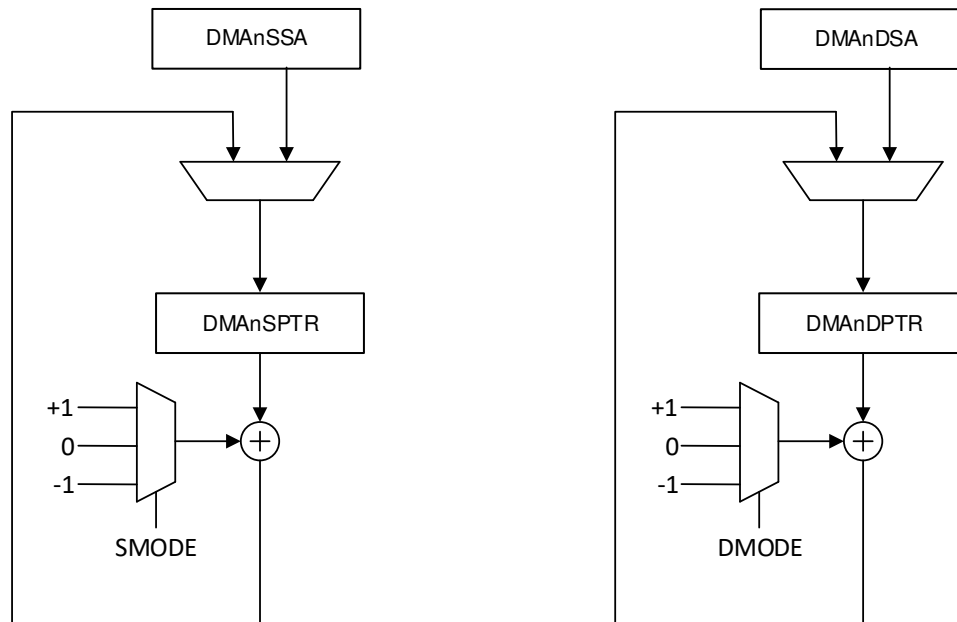 DMAnSSA
DMAnSPTR
+1
0
-1
SMODE
DMAnDSA
DMAnDPTR
+1
0
-1
DMODE